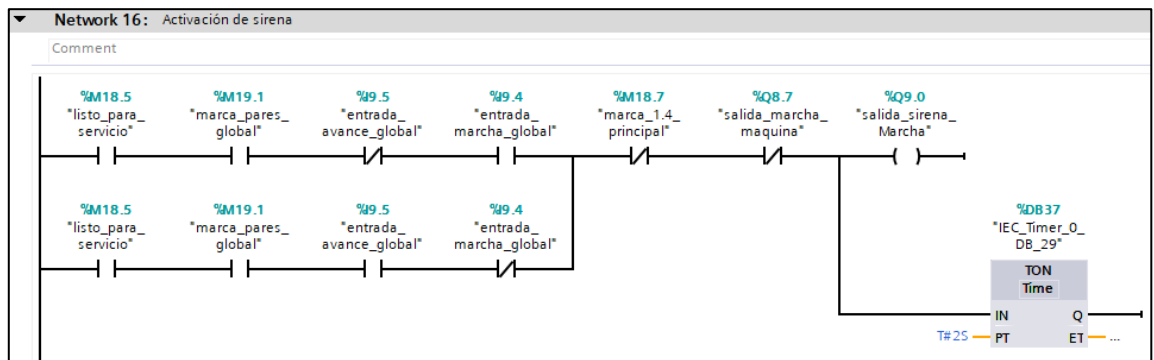 Network 16: Activación de sirena
Comment
%M18.5 %M19.1 %I9.5 %I9.4 %M18.7 %Q8.7 %Q9.0
"listo_para_ "marca_pares_ "entrada_ "entrada_ "marca_1.4_ "salida_marcha_ "salida_sirena_
servicio" global" avance_global" marcha_global" principal" maquina" Marcha"
%M18.5 %M19.1 %I9.5 %I9.4
"listo_para_ "marca_pares_ "entrada_ "entrada_
servicio" global" avance_global" marcha_global"
%DB37
"IEC_Timer_0_
DB_29"
TON
Time
IN Q
T#2S PT ET ...